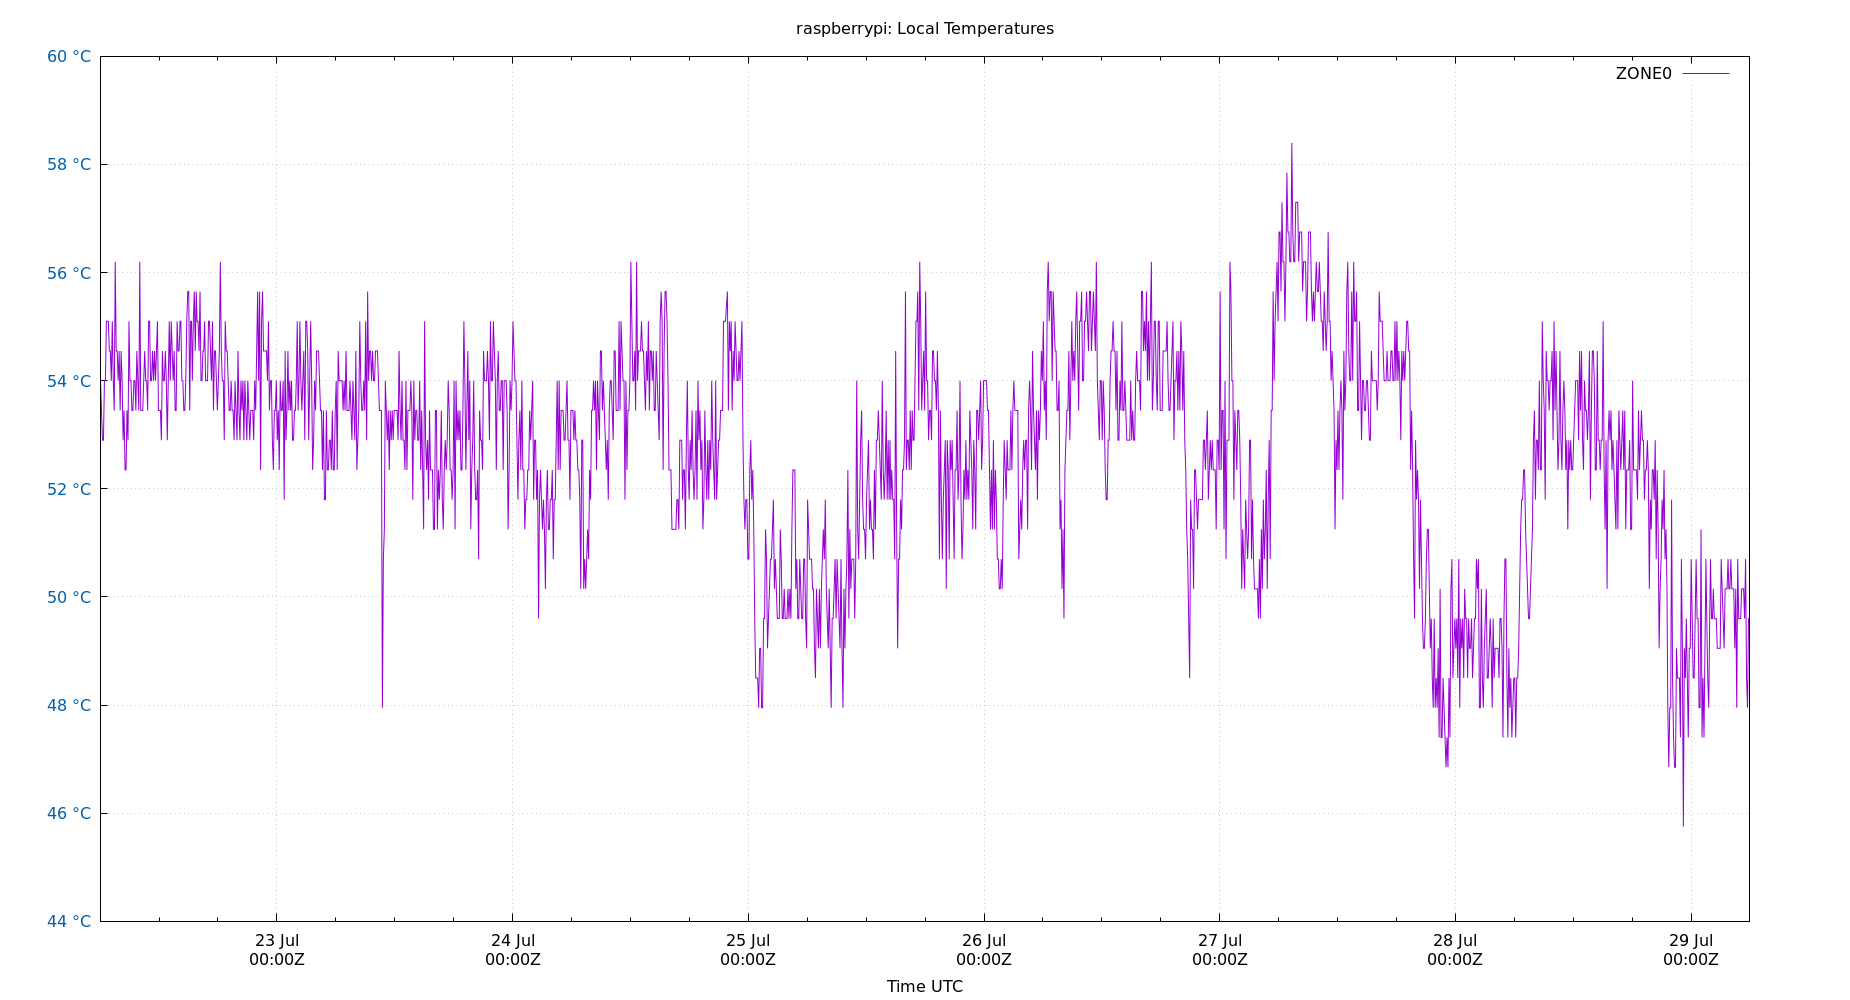 raspberrypi: Local Temperatures
60 °C
ZONE0
58 °C
56 °C
54 °C
52 °C
50 °C
48 °C
46 °C
44 °C
23 Jul 24 Jul 25 Jul 26 Jul 27 Jul 28 Jul 29 Jul
00:00Z 00:00Z 00:00Z 00:00Z 00:00Z 00:00Z 00:00Z
Time UTC